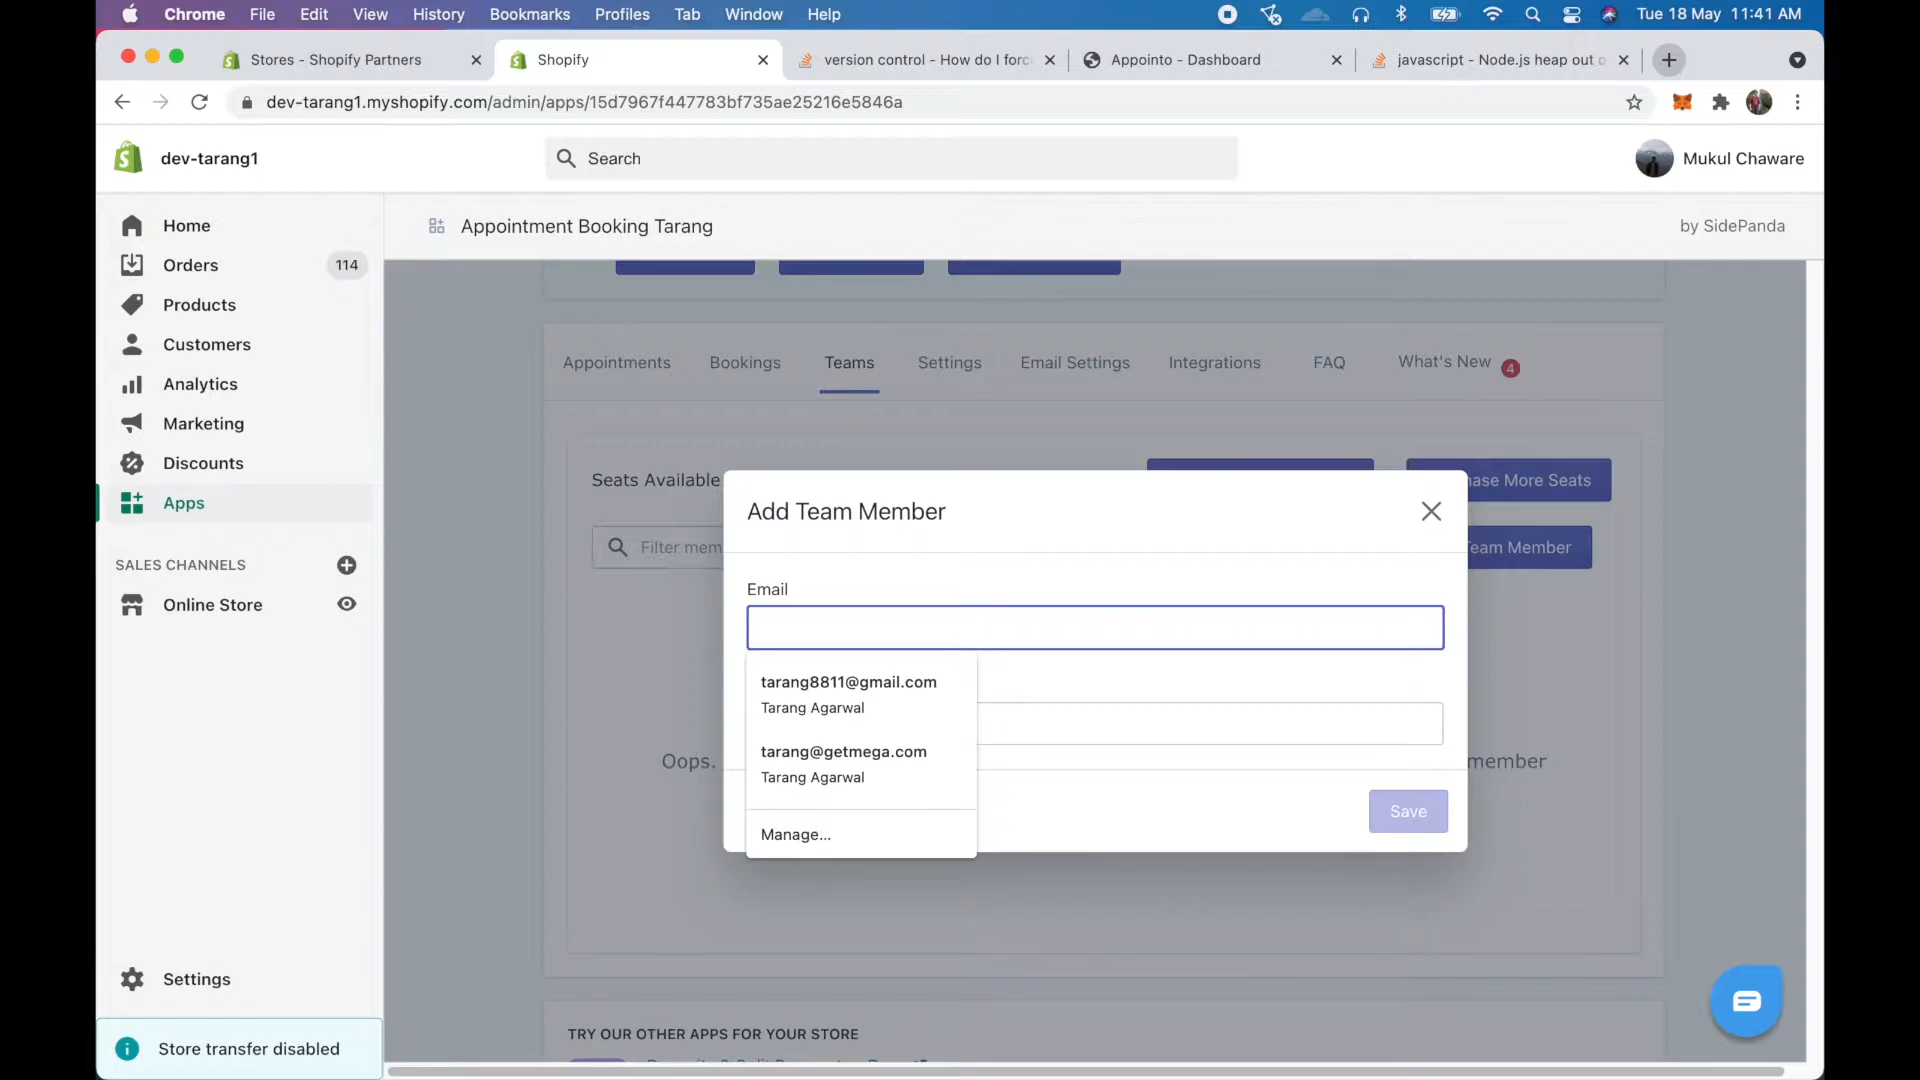 Chrome File Edit View History Bookmarks Profiles Tab Window Help Tue 18 May 11:41 AM
Stores - Shopify Partners Shopify version control - How do I forc Appointo - Dashboard javascript - Node.js heap out o
dev-tarang1.myshopify.com/admin/apps/15d7967f447783bf735ae25216e5846a
dev-tarang1 Search Mukul Chaware
Home
Orders 114
Products
Customers
Analytics
Marketing
Discounts
Apps
SALES CHANNELS
Online Store
Settings
Store transfer disabled
Appointment Booking Tarang by SidePanda
Appointments Bookings Teams Settings Email Settings Integrations FAQ What's New 4
Seats Available hase More Seats
Filter mem Team Member
Oops. member
Add Team Member
Email
tarang8811@gmail.com
Tarang Agarwal
tarang@getmega.com
Tarang Agarwal
Manage...
Save
TRY OUR OTHER APPS FOR YOUR STORE